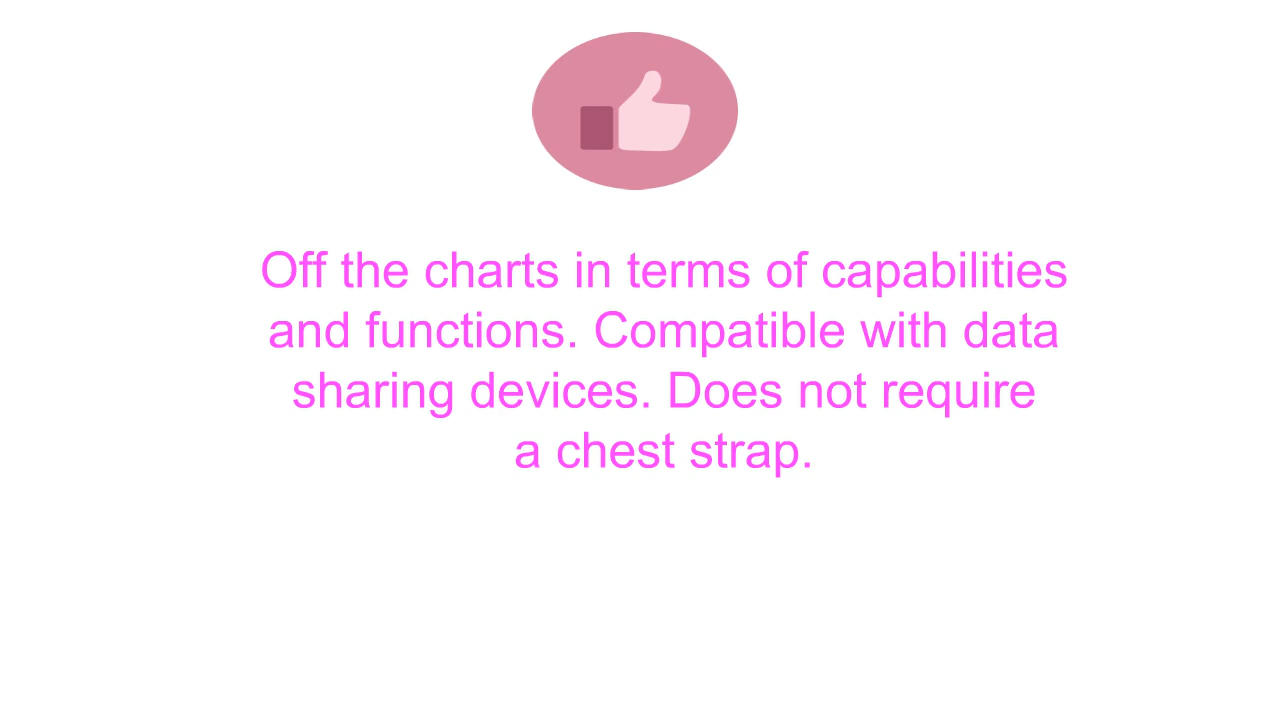 Off the charts in terms of capabilities
and functions. Compatible with data
sharing devices. Does not require
a chest strap.